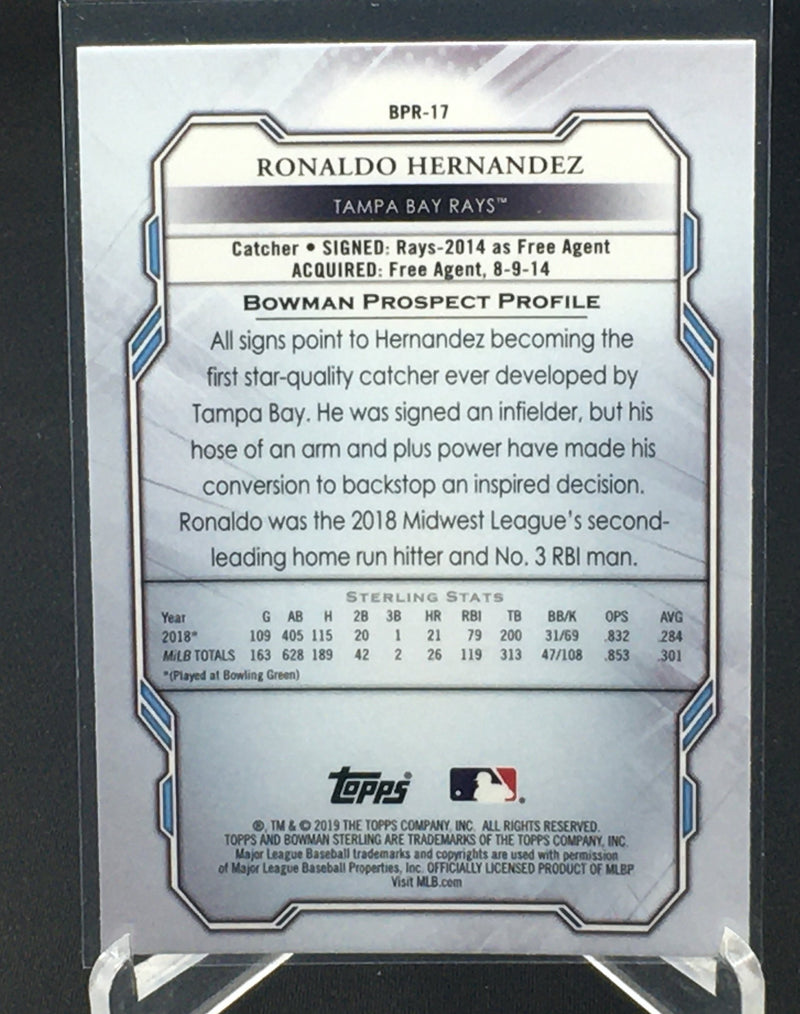 BPR-17
RONALDO HERNANDEZ
TAMPA BAY RAYS™
Catcher • SIGNED: Rays-2014 as Free Agent
ACQUIRED: Free Agent, 8-9-14
BOWMAN PROSPECT PROFILE
All signs point to Hernandez becoming the
first star-quality catcher ever developed by
Tampa Bay. He was signed an infielder, but his
hose of an arm and plus power have made his
conversion to backstop an inspired decision.
Ronaldo was the 2018 Midwest League's second-
leading home run hitter and No. 3 RBI man.
STERLING STATS
Year G AB H 2B 3B HR RBI TB BB/K OPS AVG
2018* 109 405 115 20 1 21 79 200 31/69 .832 .284
MiLB TOTALS 163 628 189 42 2 26 119 313 47/108 .853 .301
*(Played at Bowling Green)
Topps®
®, TM & © 2019 THE TOPPS COMPANY, INC. ALL RIGHTS RESERVED.
TOPPS AND BOWMAN STERLING ARE TRADEMARKS OF THE TOPPS COMPANY, INC.
Major League Baseball trademarks and copyrights are used with permission
of Major League Baseball Properties, Inc. OFFICIALLY LICENSED PRODUCT OF MLBP
Visit MLB.com